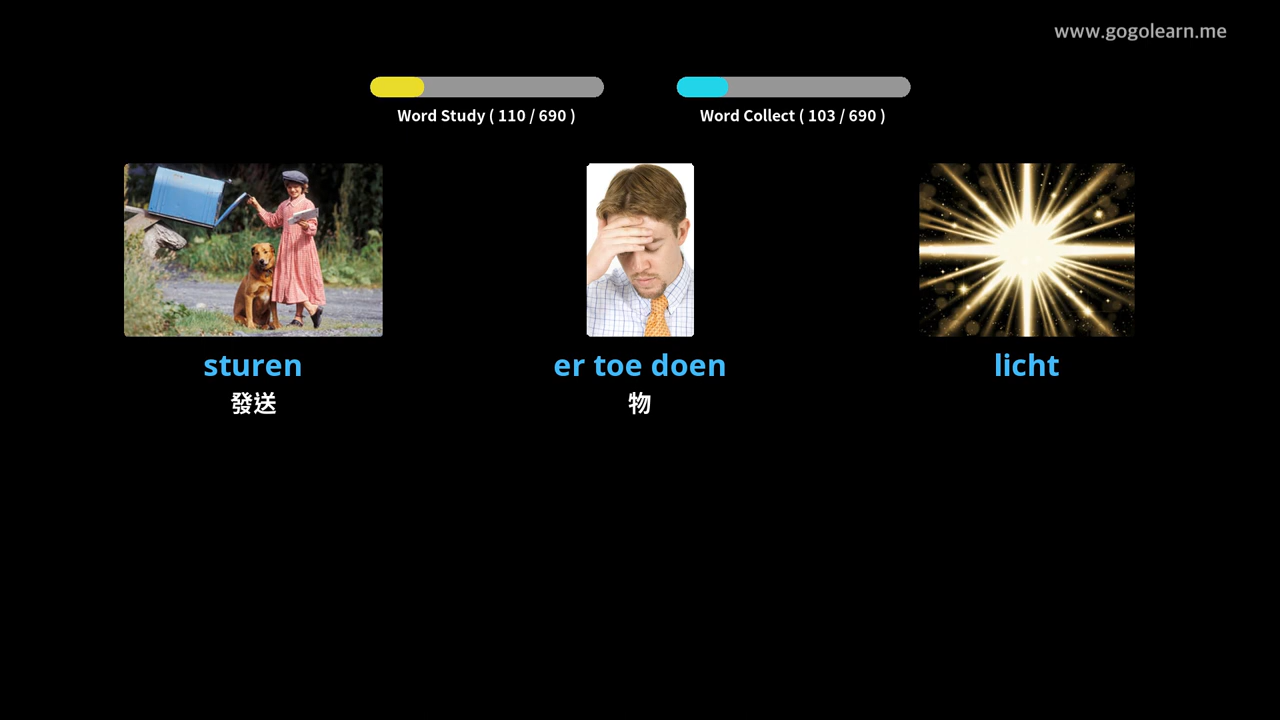 www.gogolearn.me
Word Study ( 110 / 690 )
Word Collect ( 103 / 690 )
sturen
er toe doen
licht
發送
物